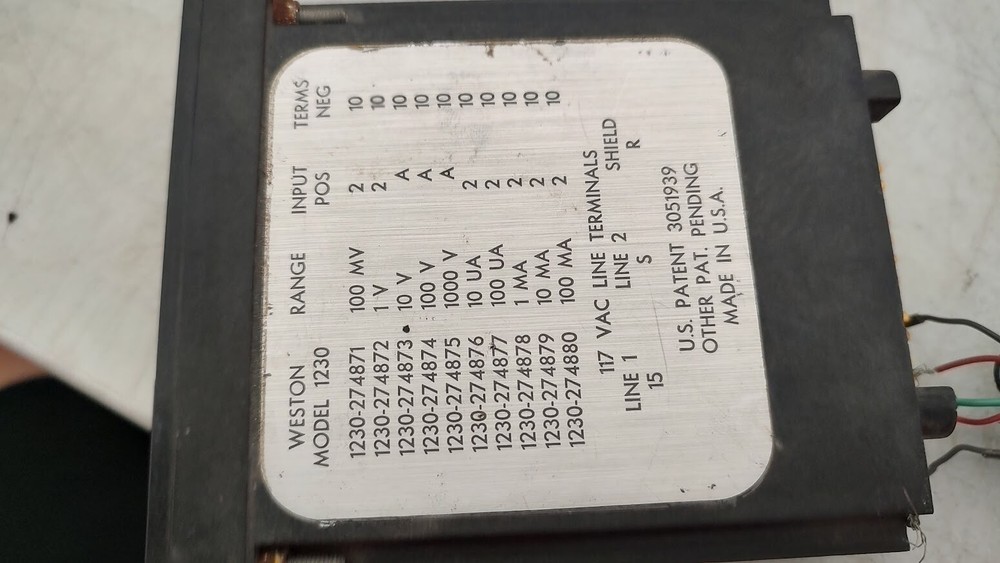 WESTON RANGE INPUT TERMS
MODEL 1230 POS NEG
1230-274871 100 MV 2 10
1230-274872 1 V 2 10
1230-274873 10 V A 10
1230-274874 100 V A 10
1230-274875 1000 V A 10
1230-274876 10 UA 2 10
1230-274877 100 UA 2 10
1230-274878 1 MA 2 10
1230-274879 10 MA 2 10
1230-274880 100 MA 2 10
117 VAC LINE TERMINALS
LINE 1 LINE 2 SHIELD
15 S R
U.S. PATENT 3051939
OTHER PAT. PENDING
MADE IN U.S.A.